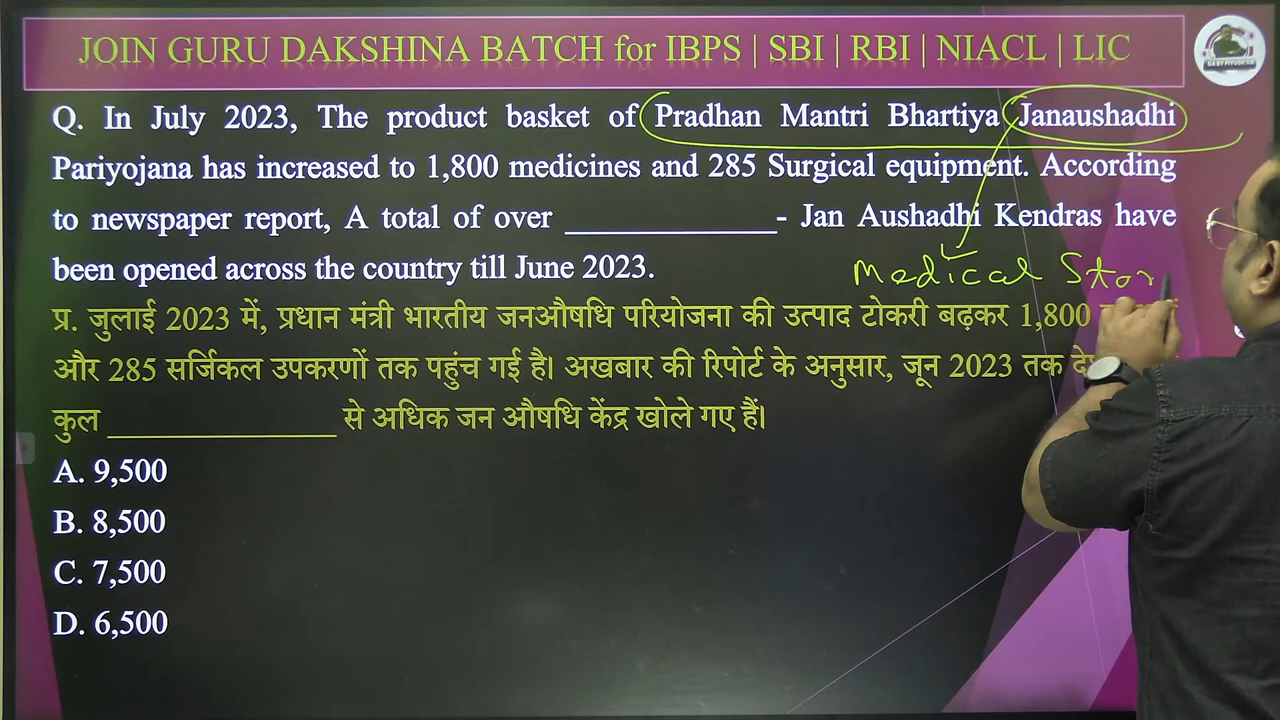 JOIN GURU DAKSHINA BATCH for IBPS | SBI | RBI | NIACL | LIC
Q. In July 2023, The product basket of Pradhan Mantri Bhartiya Janaushadhi
Pariyojana has increased to 1,800 medicines and 285 Surgical equipment. According
to newspaper report, A total of over ____________- Jan Aushadhi Kendras have
been opened across the country till June 2023.
Medical Stor
प्र. जुलाई 2023 में, प्रधान मंत्री भारतीय जनऔषधि परियोजना की उत्पाद टोकरी बढ़कर 1,800
और 285 सर्जिकल उपकरणों तक पहुंच गई है। अखबार की रिपोर्ट के अनुसार, जून 2023 तक
कुल ____________ से अधिक जन औषधि केंद्र खोले गए हैं।
A. 9,500
B. 8,500
C. 7,500
D. 6,500